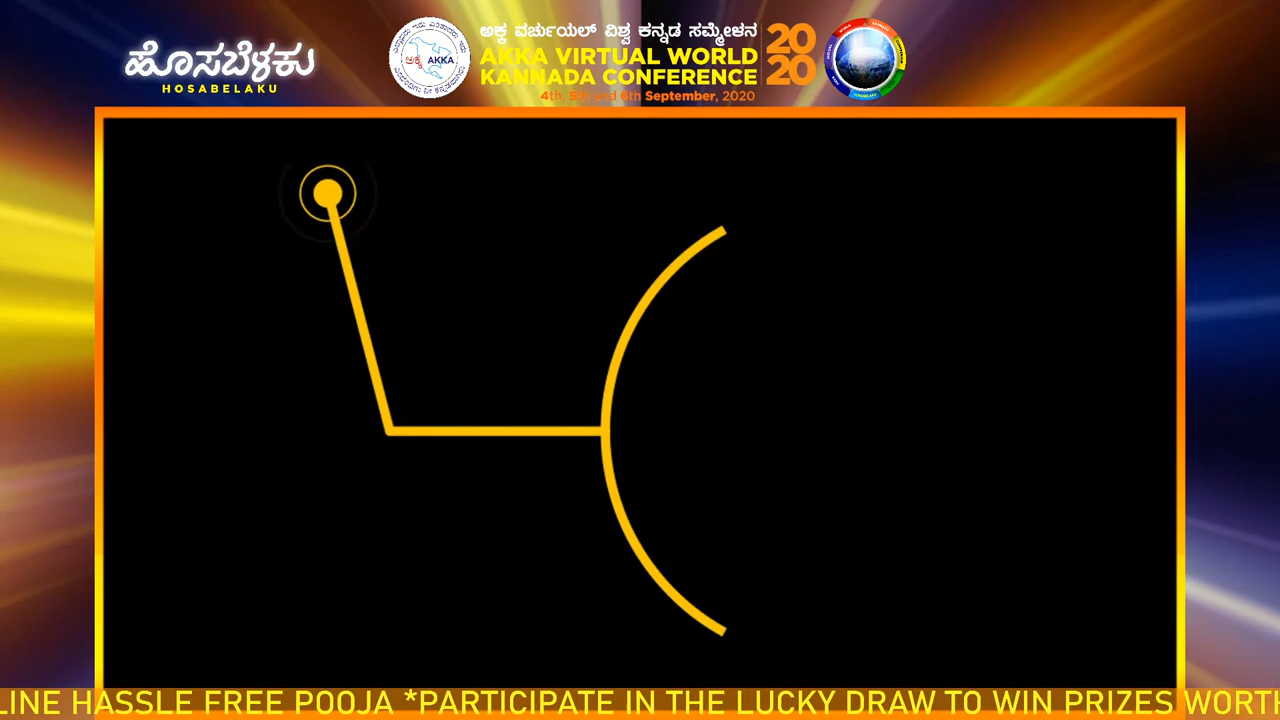 ಹೊಸಬೆಳಕು
HOSABELAKU
ಅಕ್ಕ AKKA
ಅಕ್ಕ ವರ್ಚುಯಲ್ ವಿಶ್ವ ಕನ್ನಡ ಸಮ್ಮೇಳನ
AKKA VIRTUAL WORLD
KANNADA CONFERENCE
2020
4th, 5th and 6th September, 2020
LINE HASSLE FREE POOJA *PARTICIPATE IN THE LUCKY DRAW TO WIN PRIZES WORTH